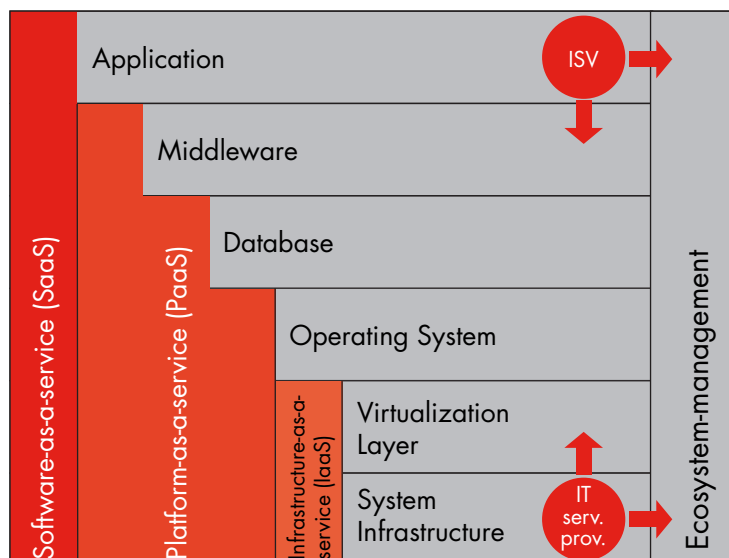 Application
ISV
Middleware
Database
Operating System
Virtualization
Layer
System
Infrastructure
IT
serv.
prov.
Software-as-a-service (SaaS)
Platform-as-a-service (PaaS)
Infrastructure-as-a-
service (IaaS)
Ecosystem-management